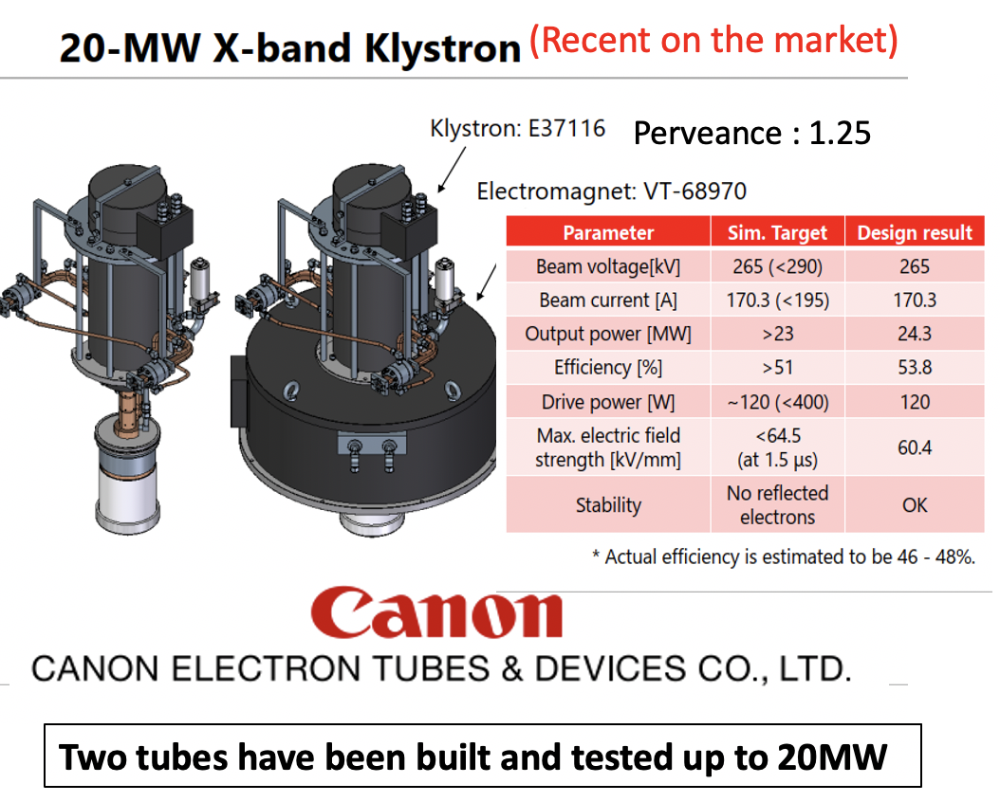 20-MW X-band Klystron (Recent on the market)
Klystron: E37116 Perveance : 1.25
Electromagnet: VT-68970
Parameter Sim. Target Design result
Beam voltage[kV] 265 (<290) 265
Beam current [A] 170.3 (<195) 170.3
Output power [MW] >23 24.3
Efficiency [%] >51 53.8
Drive power [W] ~120 (<400) 120
Max. electric field
strength [kV/mm] <64.5
(at 1.5 µs) 60.4
Stability No reflected
electrons OK
* Actual efficiency is estimated to be 46 - 48%.
Canon
CANON ELECTRON TUBES & DEVICES CO., LTD.
Two tubes have been built and tested up to 20MW